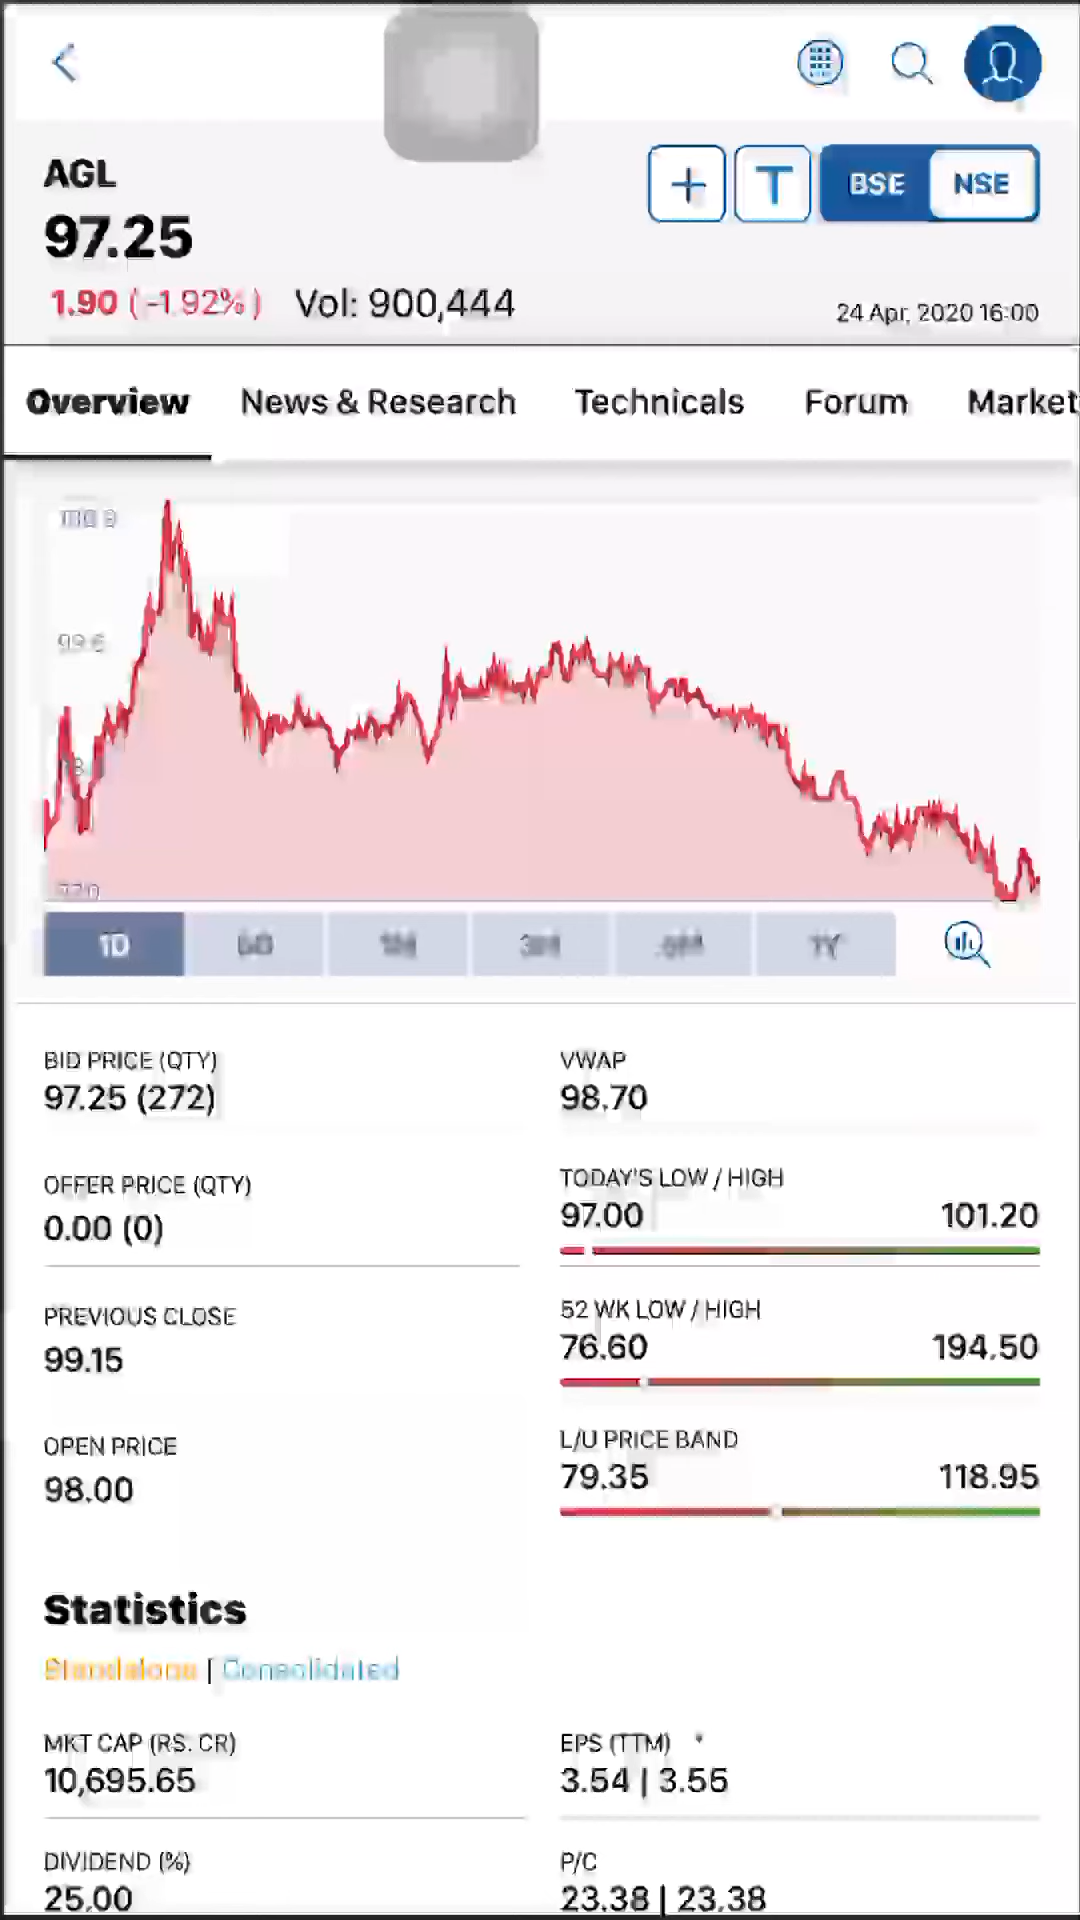 AGL
97.25
1.90 (-1.92%) Vol: 900,444
24 Apr, 2020 16:00
BSE NSE
Overview News & Research Technicals Forum Market
99.6
1D
1Y
BID PRICE (QTY)
97.25 (272)
VWAP
98.70
OFFER PRICE (QTY)
0.00 (0)
TODAY'S LOW / HIGH
97.00 101.20
PREVIOUS CLOSE
99.15
52 WK LOW / HIGH
76.60 194.50
OPEN PRICE
98.00
L/U PRICE BAND
79.35 118.95
Statistics
Standalone | Consolidated
MKT CAP (RS. CR)
10,695.65
EPS (TTM) *
3.54 | 3.55
DIVIDEND (%)
25.00
P/C
23.38 | 23.38